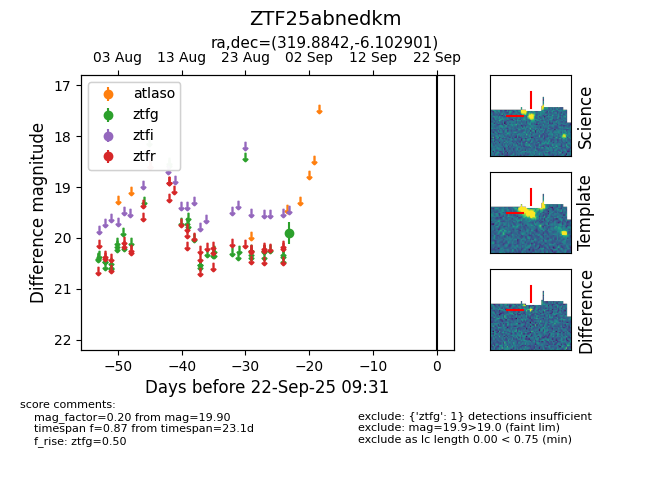 ZTF25abnedkm
ra,dec=(319.8842,-6.102901)
03 Aug 13 Aug 23 Aug 02 Sep 12 Sep 22 Sep
17
18
19
20
21
22
Difference magnitude
atlaso
ztfg
ztfi
ztfr
−50 −40 −30 −20 −10 0
Days before 22-Sep-25 09:31
Science
Template
Difference
score comments:
mag_factor=0.20 from mag=19.90
timespan f=0.87 from timespan=23.1d
f_rise: ztfg=0.50
exclude: {'ztfg': 1} detections insufficient
exclude: mag=19.9>19.0 (faint lim)
exclude as lc length 0.00 < 0.75 (min)